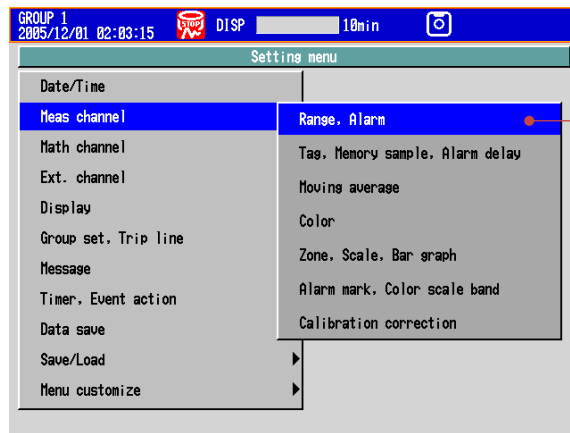 GROUP 1
2005/12/01 02:03:15
STOP
DISP
10min
Setting menu
Date/Time
Meas channel
Math channel
Ext. channel
Display
Group set, Trip line
Message
Timer, Event action
Data save
Save/Load
Menu customize
Range, Alarm
Tag, Memory sample, Alarm delay
Moving average
Color
Zone, Scale, Bar graph
Alarm mark, Color scale band
Calibration correction